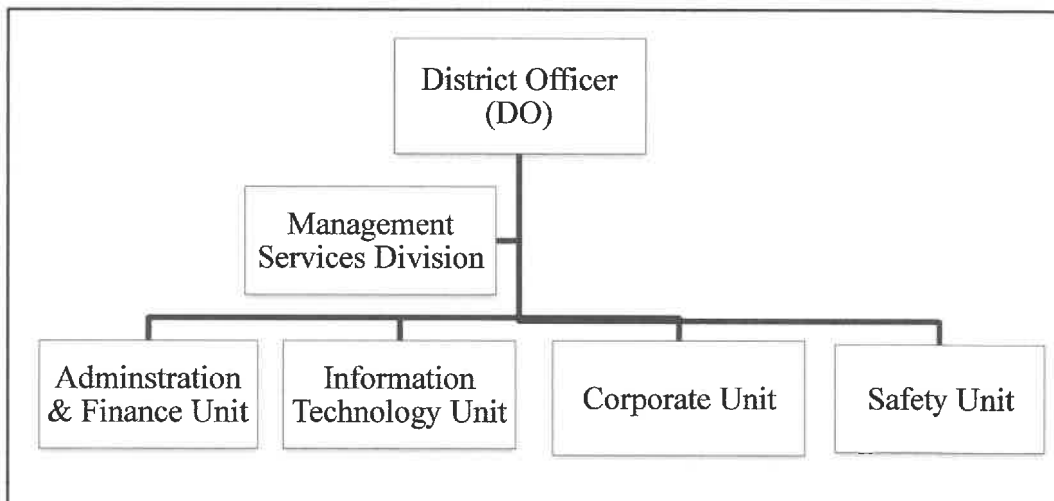 District Officer
(DO)
Management
Services Division
Adminstration
& Finance Unit
Information
Technology Unit
Corporate Unit
Safety Unit